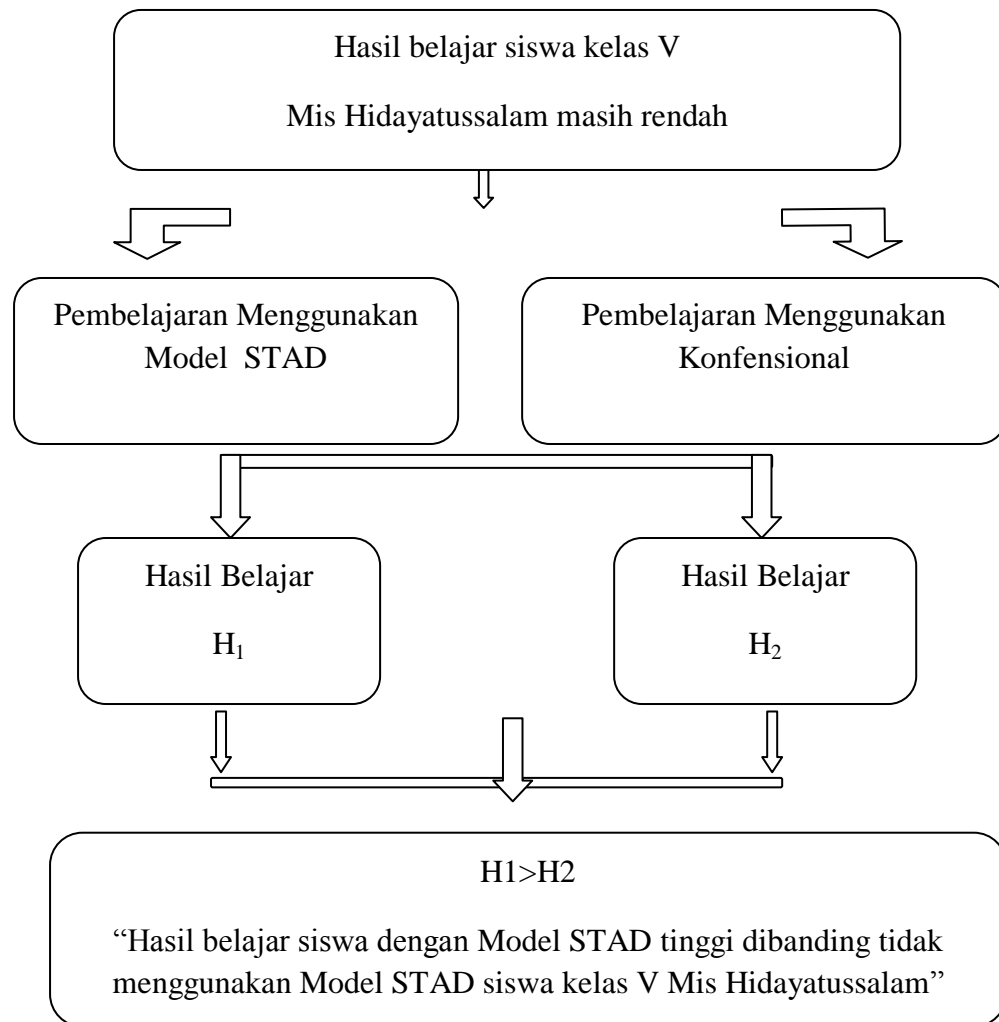 Hasil belajar siswa kelas V
Mis Hidayatussalam masih rendah
Pembelajaran Menggunakan
Model STAD
Pembelajaran Menggunakan
Konfensional
Hasil Belajar
H₁
Hasil Belajar
H₂
H1>H2
“Hasil belajar siswa dengan Model STAD tinggi dibanding tidak
menggunakan Model STAD siswa kelas V Mis Hidayatussalam”